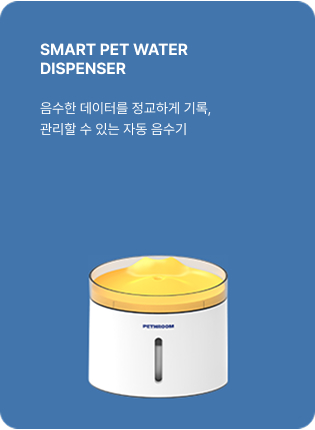 SMART PET WATER
DISPENSER
음수한 데이터를 정교하게 기록,
관리할 수 있는 자동 음수기
PETHROOM